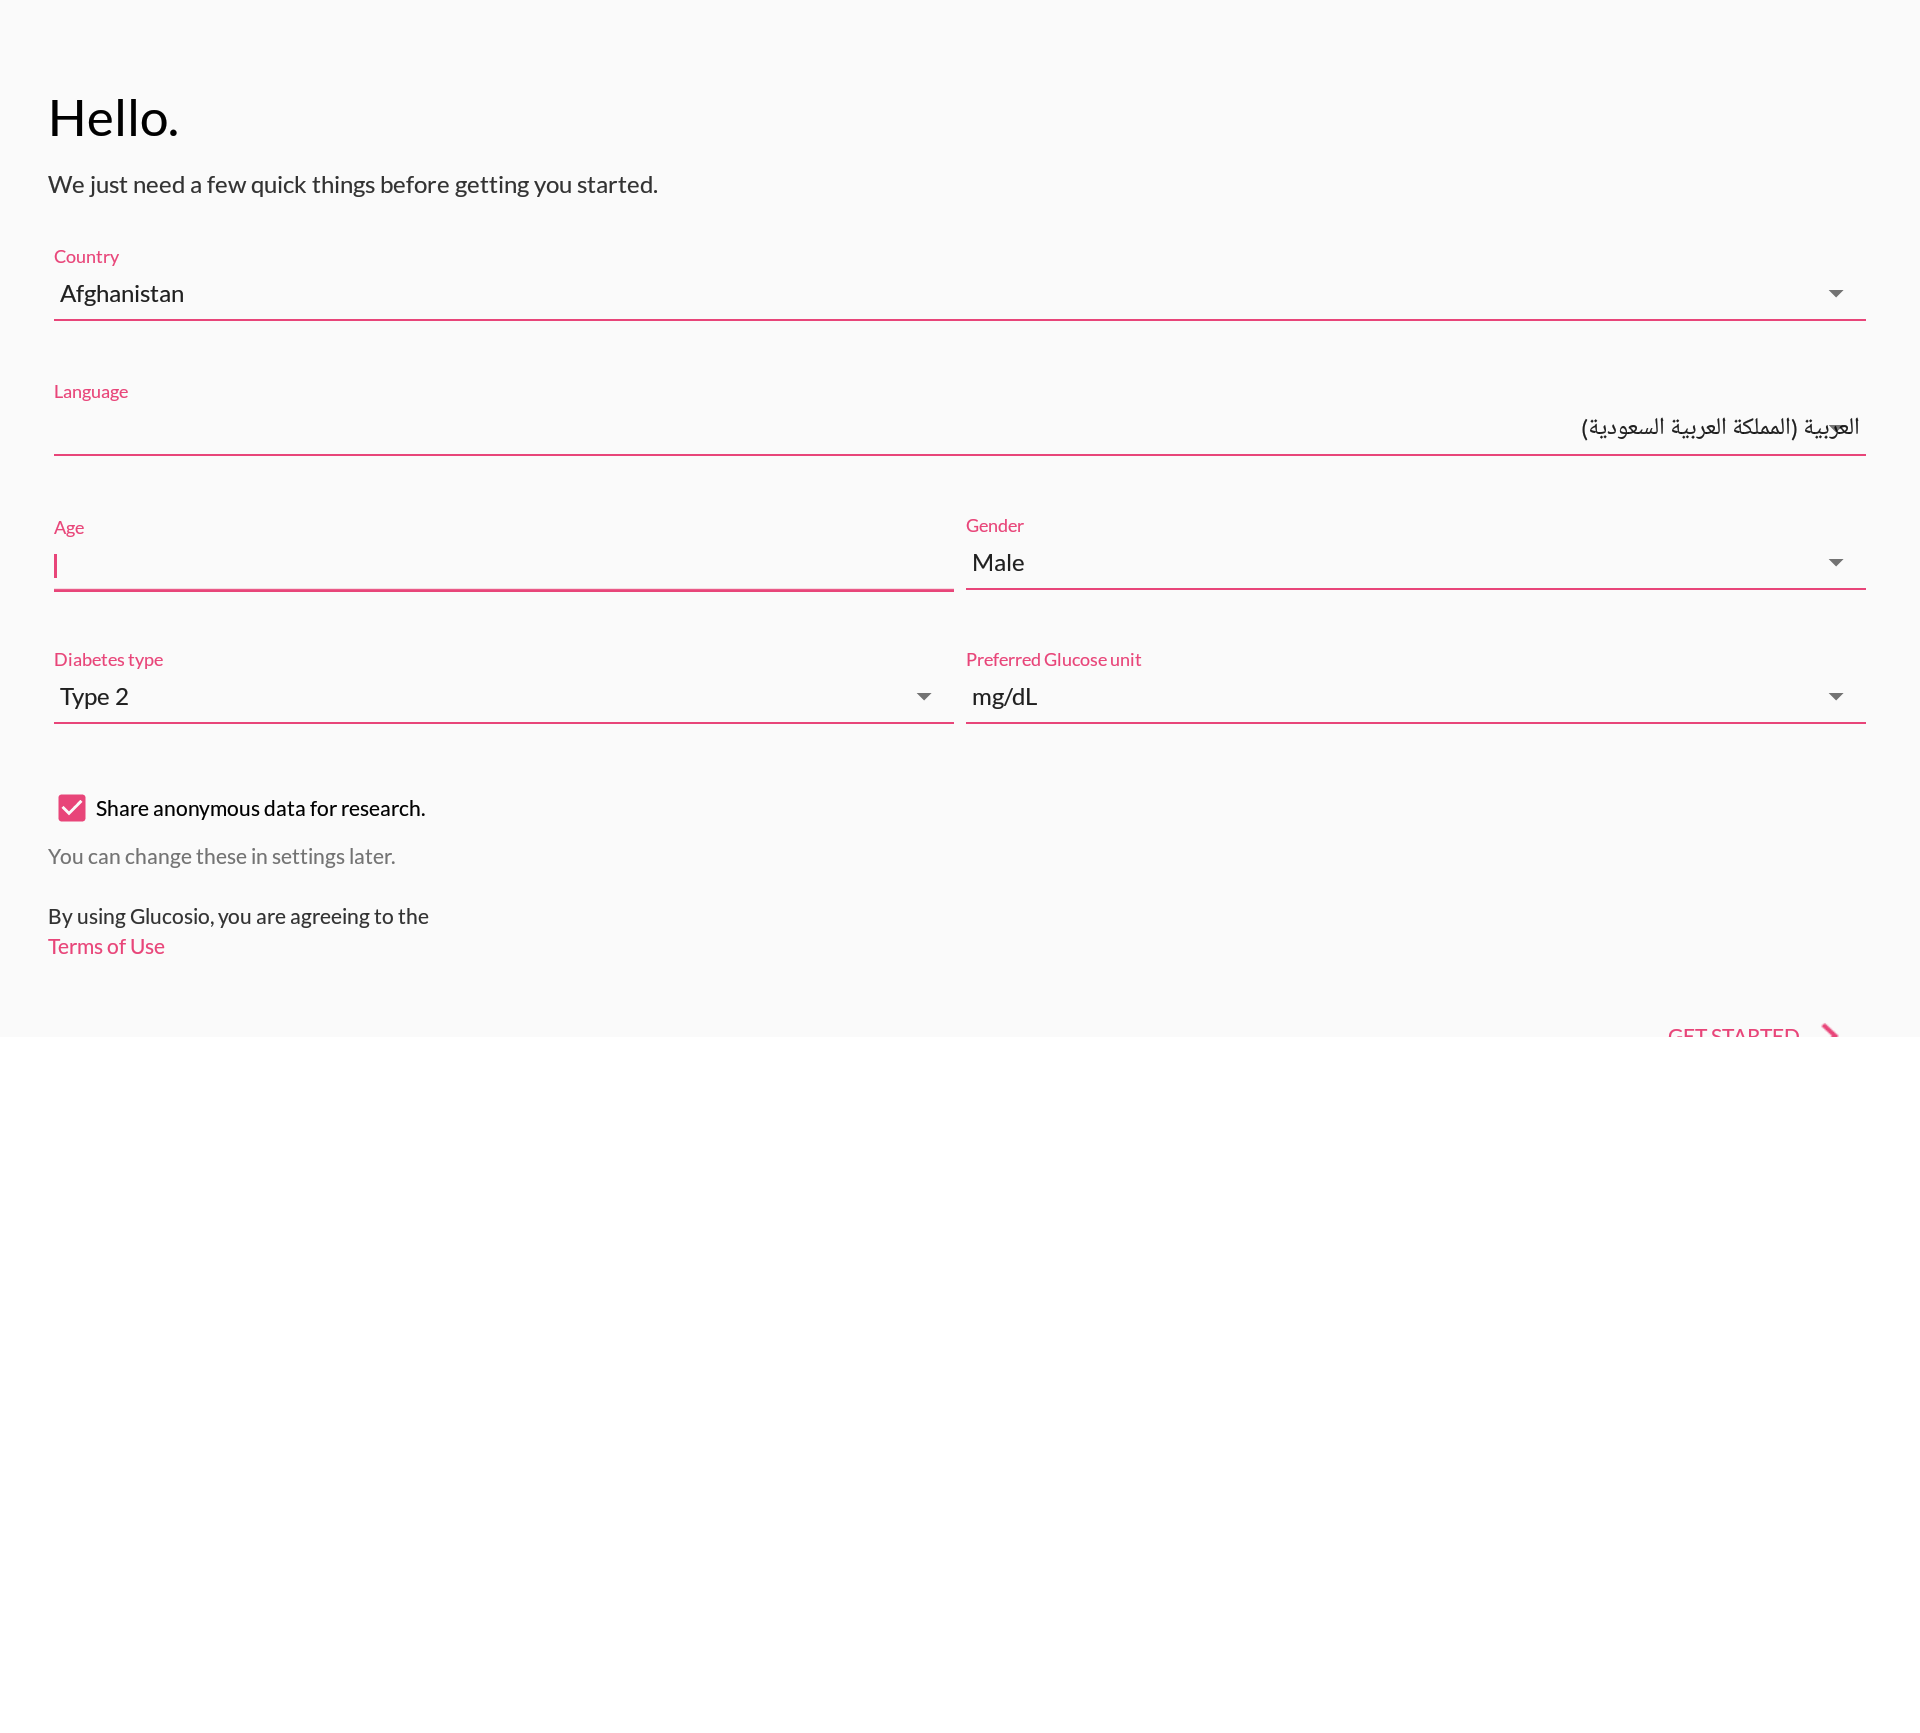 Hello.
We just need a few quick things before getting you started.
Country
Afghanistan
Language
العربية (المملكة العربية السعودية)
Age
Gender
Male
Diabetes type
Type 2
Preferred Glucose unit
mg/dL
Share anonymous data for research.
You can change these in settings later.
By using Glucosio, you are agreeing to the
Terms of Use
GET STARTED